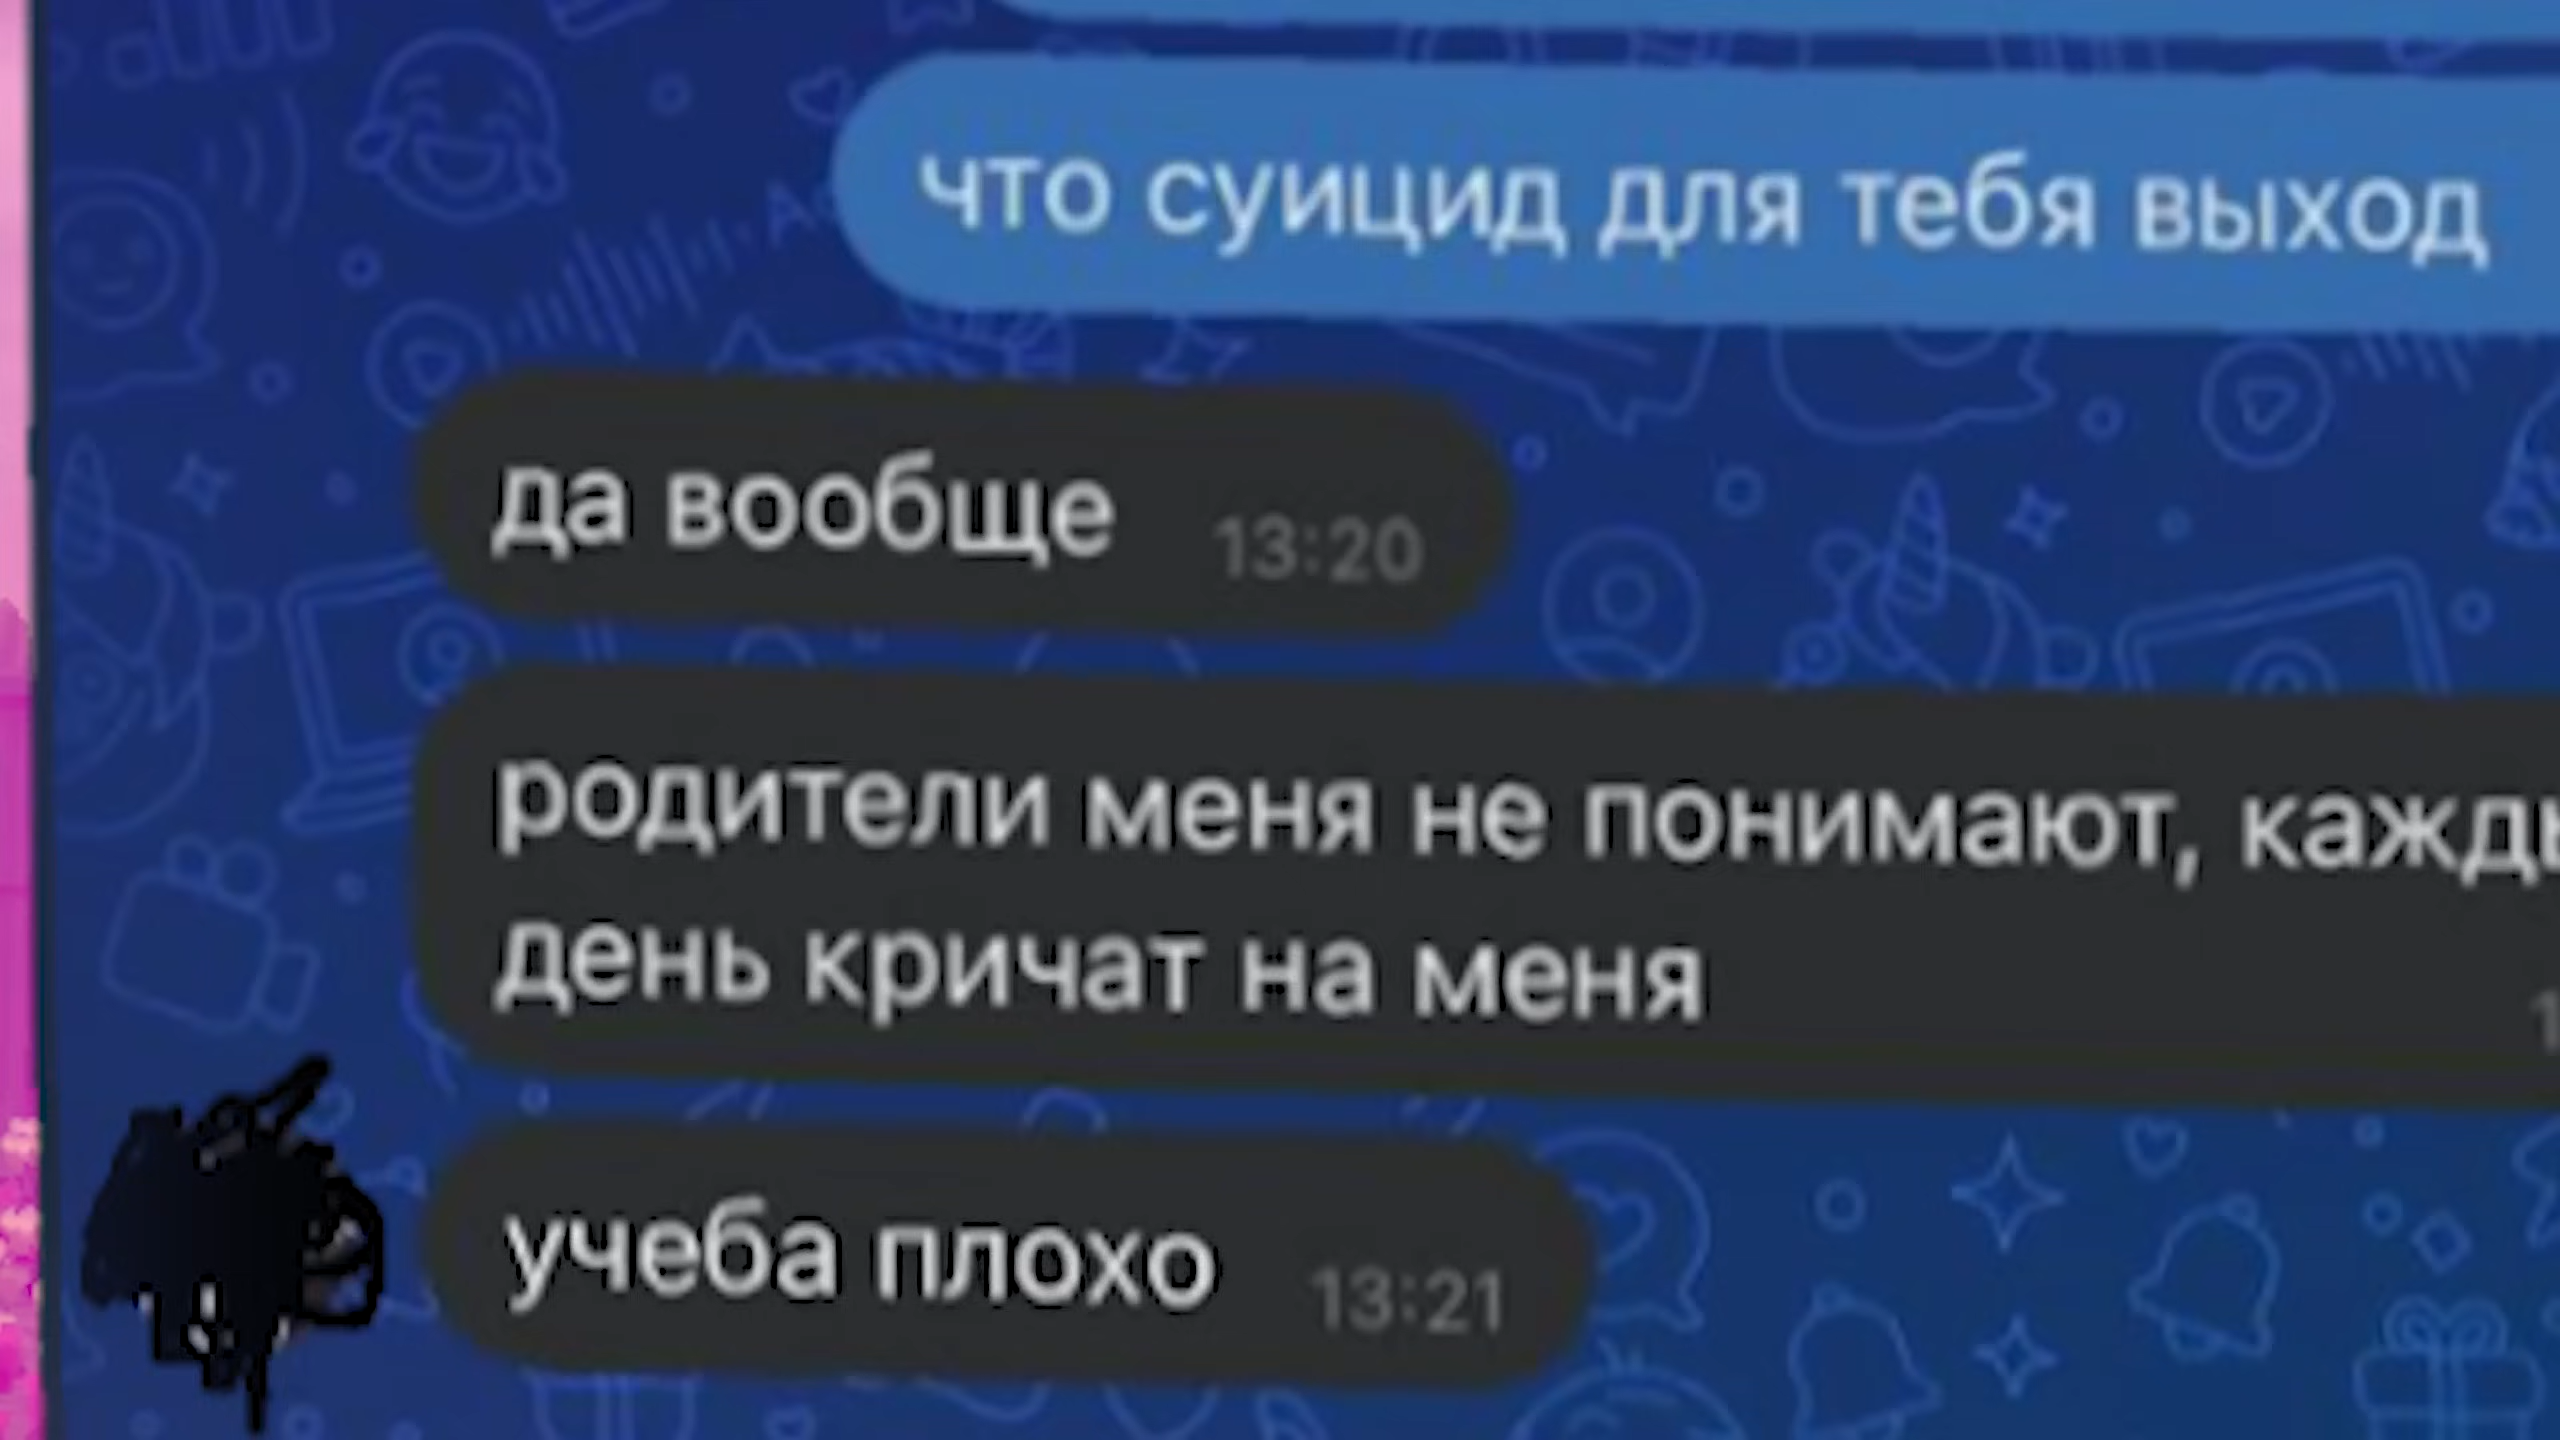 что суицид для тебя выход
да вообще 13:20
родители меня не понимают, кажды
день кричат на меня
учеба плохо 13:21